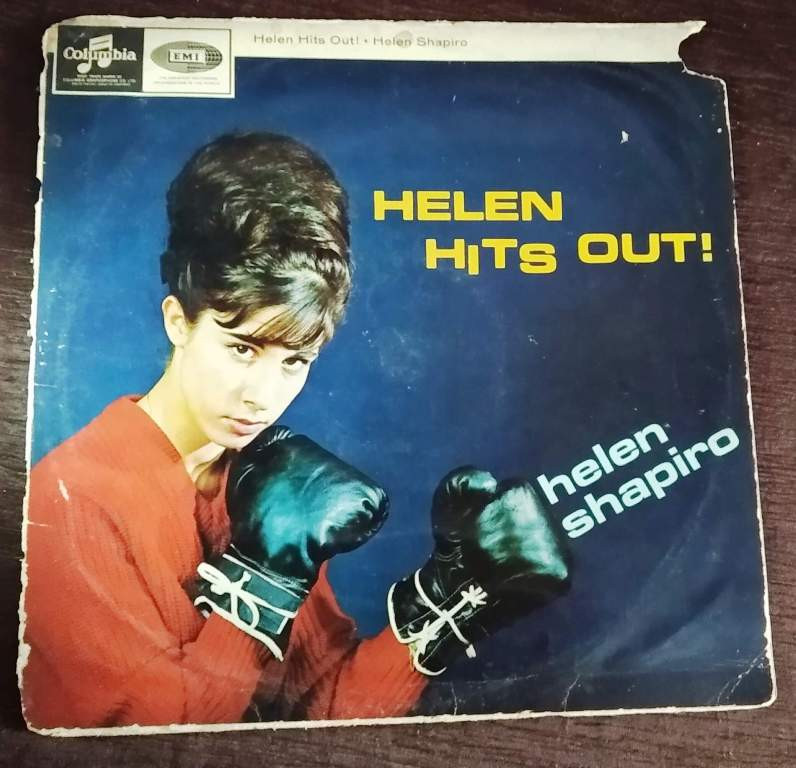 Columbia
EMI
Helen Hits Out! • Helen Shapiro
HELEN
HITS OUT!
helen
shapiro